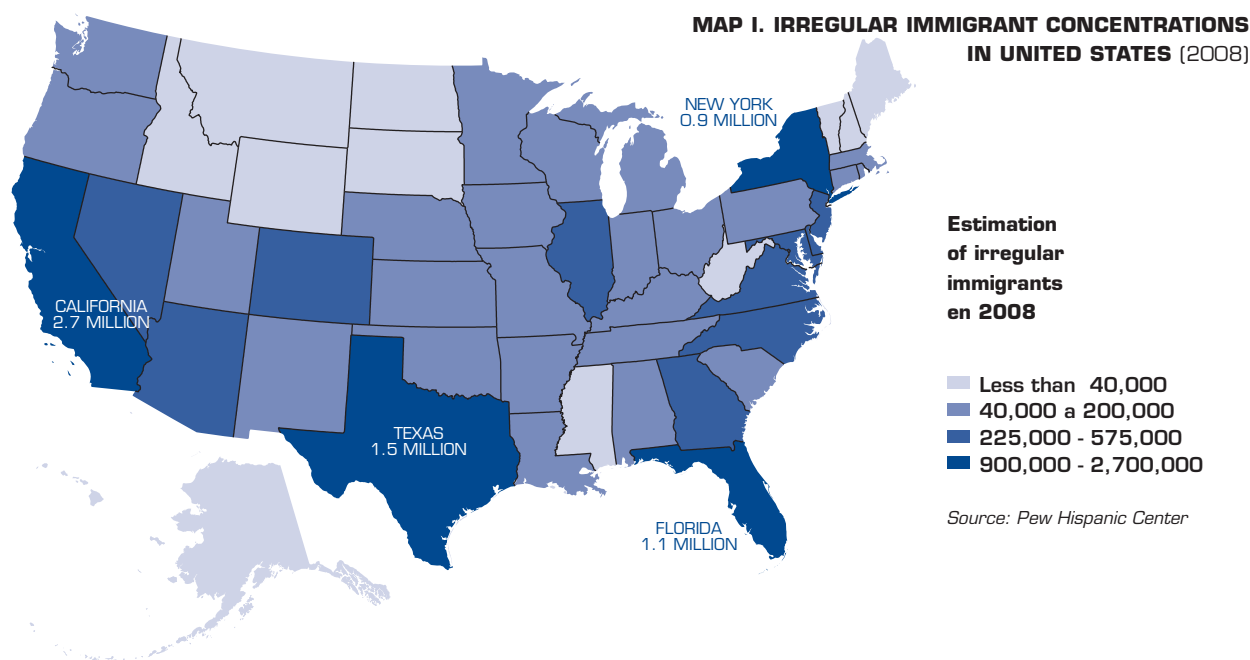 MAP I. IRREGULAR IMMIGRANT CONCENTRATIONS
IN UNITED STATES (2008)
NEW YORK
0.9 MILLION
CALIFORNIA
2.7 MILLION
TEXAS
1.5 MILLION
FLORIDA
1.1 MILLION
Estimation
of irregular
immigrants
en 2008
Less than 40,000
40,000 a 200,000
225,000 - 575,000
900,000 - 2,700,000
Source: Pew Hispanic Center